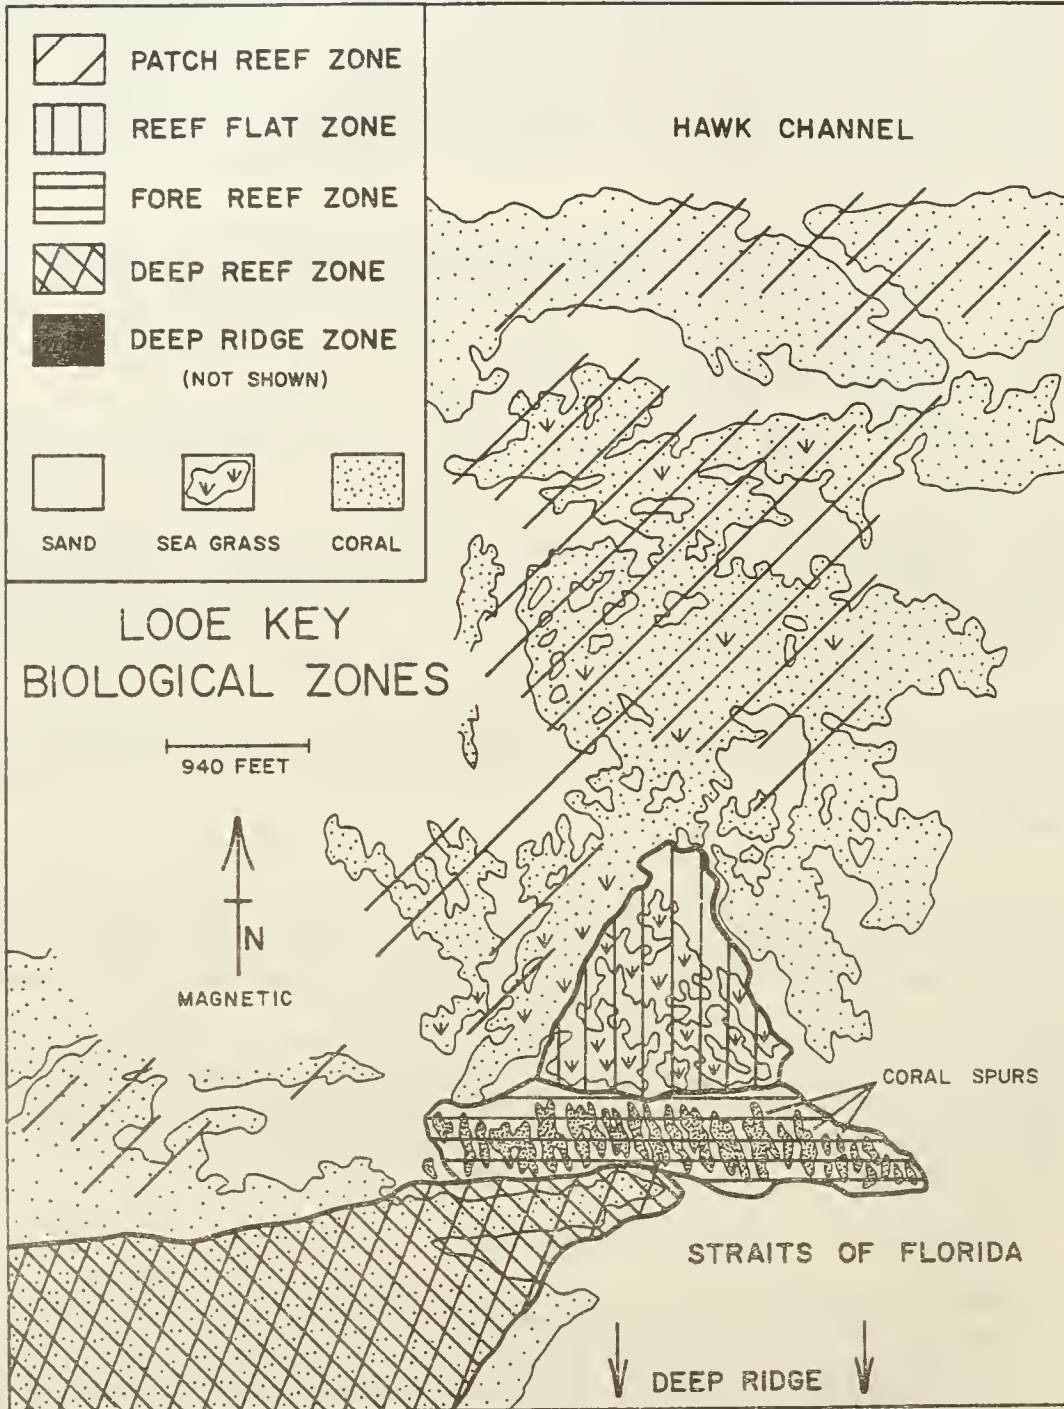 PATCH REEF ZONE
REEF FLAT ZONE
FORE REEF ZONE
DEEP REEF ZONE
DEEP RIDGE ZONE
(NOT SHOWN)
SAND
SEA GRASS
CORAL
HAWK CHANNEL
LOOE KEY
BIOLOGICAL ZONES
940 FEET
N
MAGNETIC
CORAL SPURS
STRAITS OF FLORIDA
DEEP RIDGE